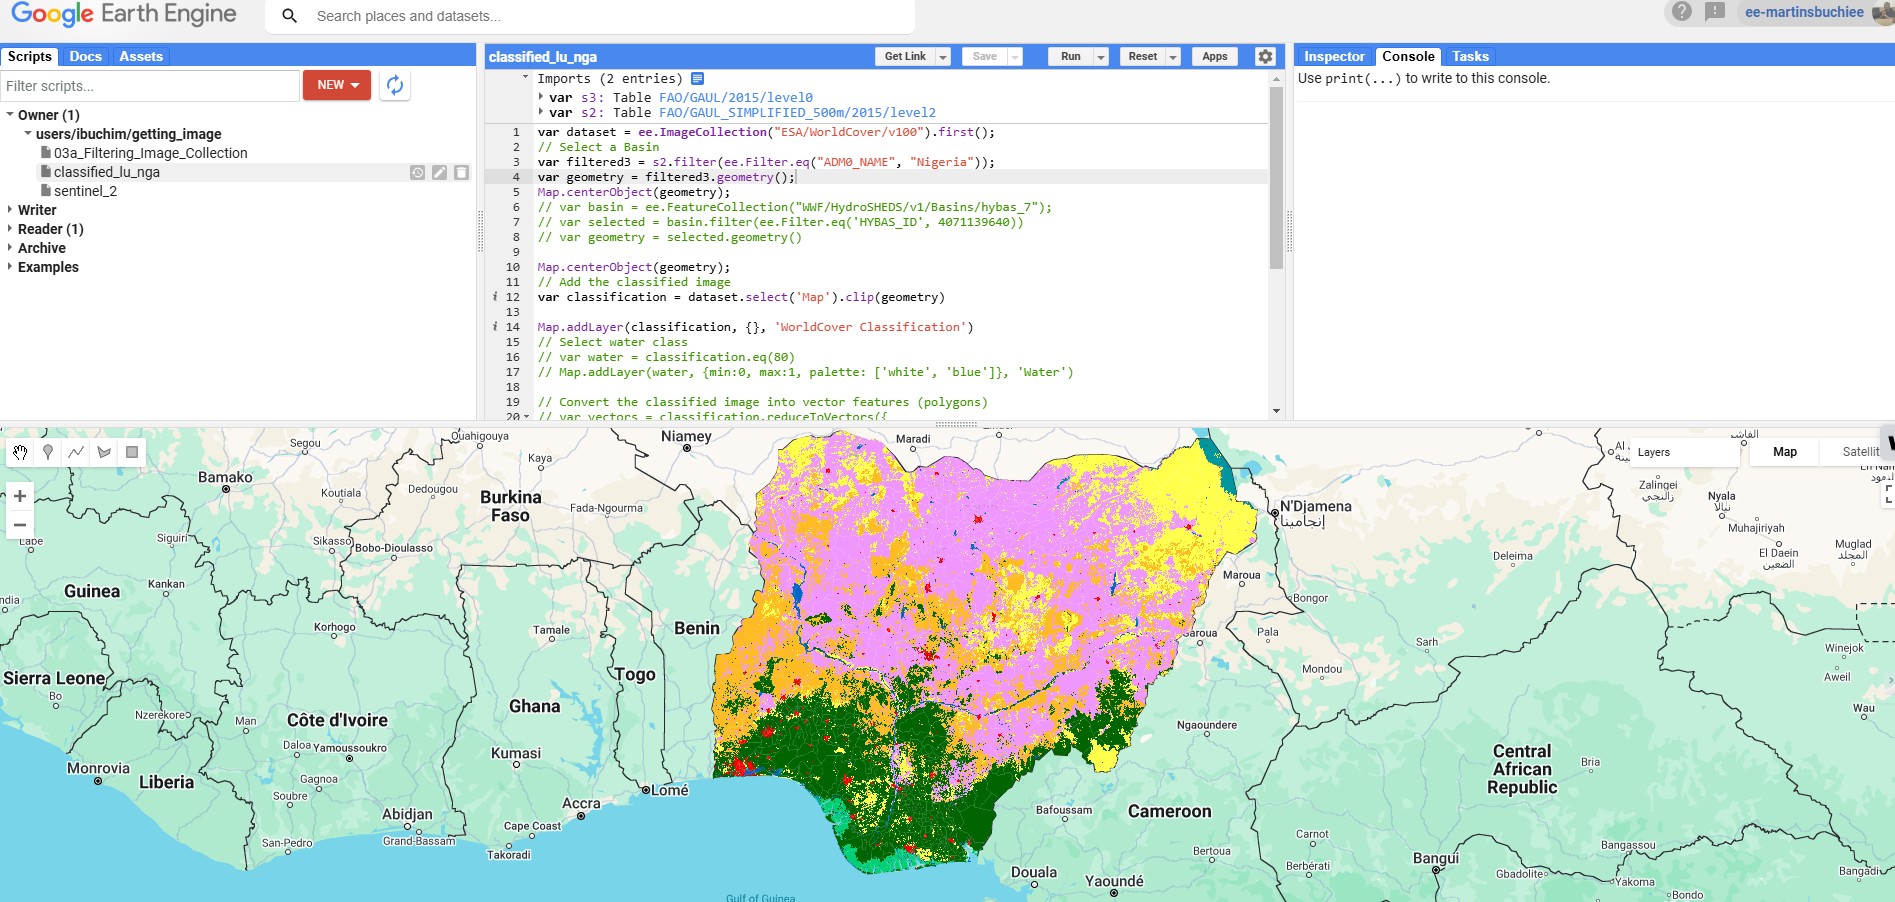 Google Earth Engine
Search places and datasets...
ee-martinsbuchiee
Scripts Docs Assets
Filter scripts...
NEW
Owner (1)
users/ibuchim/getting_image
03a_Filtering_Image_Collection
classified_lu_nga
sentinel_2
Writer
Reader (1)
Archive
Examples
classified_lu_nga
Get Link
Save
Run
Reset
Apps
Imports (2 entries)
var s3: Table FAO/GAUL/2015/level0
var s2: Table FAO/GAUL_SIMPLIFIED_500m/2015/level2
1 var dataset = ee.ImageCollection("ESA/WorldCover/v100").first();
2 // Select a Basin
3 var filtered3 = s2.filter(ee.Filter.eq("ADM0_NAME", "Nigeria"));
4 var geometry = filtered3.geometry();
5 Map.centerObject(geometry);
6 // var basin = ee.FeatureCollection("WWF/HydroSHEDS/v1/Basins/hybas_7");
7 // var selected = basin.filter(ee.Filter.eq('HYBAS_ID', 4071139640))
8 // var geometry = selected.geometry()
9
10 Map.centerObject(geometry);
11 // Add the classified image
i 12 var classification = dataset.select('Map').clip(geometry)
13
i 14 Map.addLayer(classification, {}, 'WorldCover Classification')
15 // Select water class
16 // var water = classification.eq(80)
17 // Map.addLayer(water, {min:0, max:1, palette: ['white', 'blue']}, 'Water')
18
19 // Convert the classified image into vector features (polygons)
20 // var vectors = classification.reduceToVectors({
Inspector Console Tasks
Use print(...) to write to this console.
Layers
Map
Satellit
Segou
Ouahigouya
Niamey
Maradi
الفاشر
Bamako
Kaya
Koutiala
Dedougou
Burkina
Faso
Fada-Ngourma
N'Djamena
إنجامينا
Zalingei
زالنجي
Nyala
نيالا
Muhajiriyah
Labe
Siguiri
Sikasso
Bobo-Dioulasso
Deleima
El Daein
الضعين
Muglad
المجلد
Guinea
Kankan
Maroua
Bongor
Korhogo
Tamale
Benin
Garoua
Pala
Sarh
Winejok
Sierra Leone
Bo
Togo
Moundou
Aweil
Nzerekore
Man
Côte d'Ivoire
Ghana
Ngaoundere
Wau
Daloa
Yamoussoukro
Kumasi
Central
African
Republic
Bria
Monrovia
Liberia
Gagnoa
Soubre
Lomé
Accra
Abidjan
Cape Coast
Bafoussam
Cameroon
San-Pedro
Grand-Bassam
Takoradi
Carnot
Bangassou
Bertoua
Berbérati
Bangui
Douala
Yaoundé
Gbadolite
Yakoma
Bangadi
Bondo
Gulf of Guinea